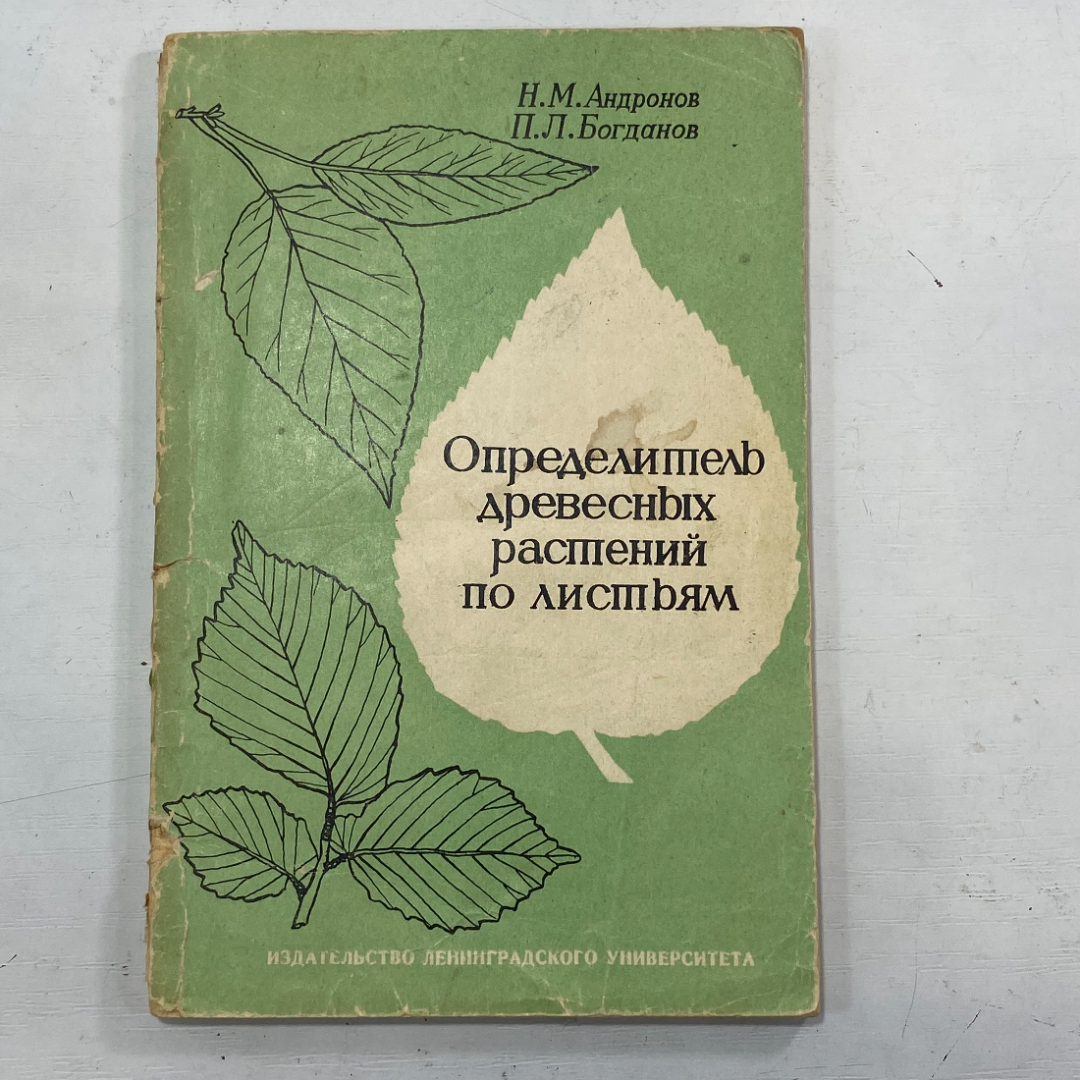 Н.М.Андронов
П.Л.Богданов
Определитель
древесных
растений
по листьям
ИЗДАТЕЛЬСТВО ЛЕНИНГРАДСКОГО УНИВЕРСИТЕТА